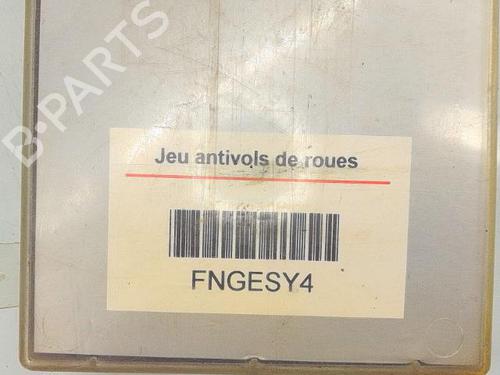 B-PARTS
Jeu antivols de roues
FNGESY4